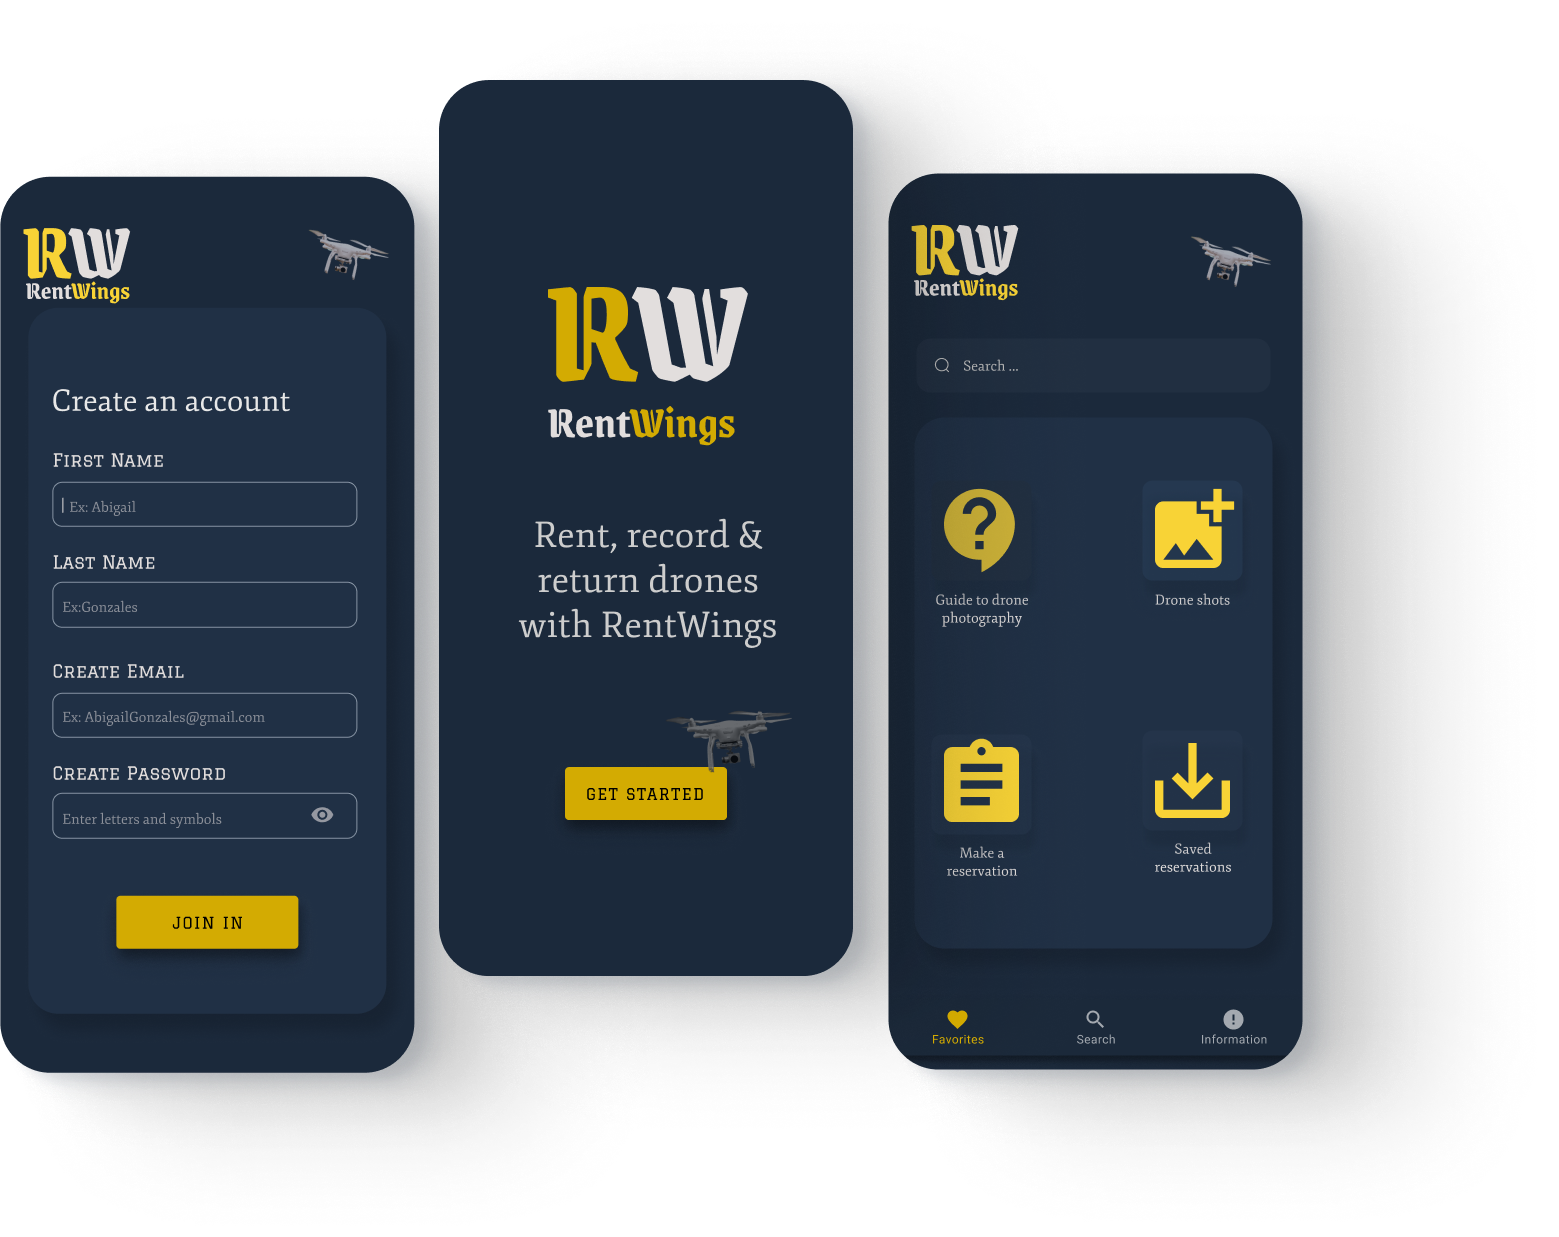 RW
RentWings
Create an account
First Name
Ex: Abigail
Last Name
Ex:Gonzales
Create Email
Ex: AbigailGonzales@gmail.com
Create Password
Enter letters and symbols
JOIN IN
RW
RentWings
Rent, record &
return drones
with RentWings
GET STARTED
RW
RentWings
Search ...
Guide to drone
photography
Drone shots
Make a
reservation
Saved
reservations
Favorites
Search
Information